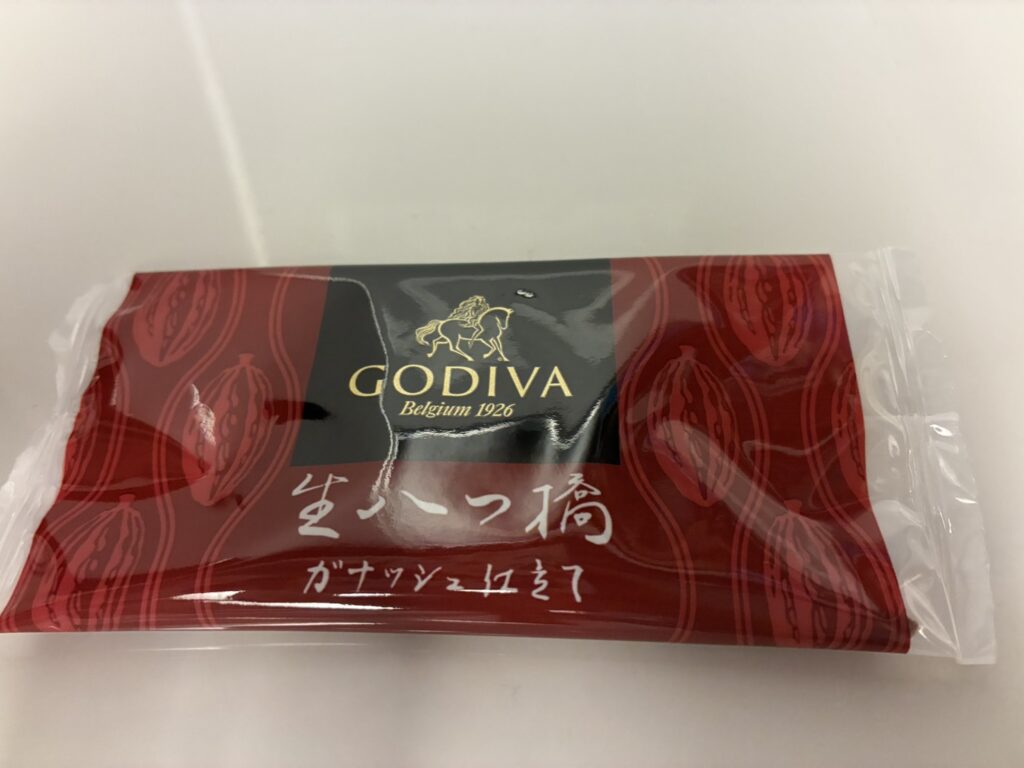 GODIVA
Belgium 1926
生八つ橋
ガナッシュ仕立て